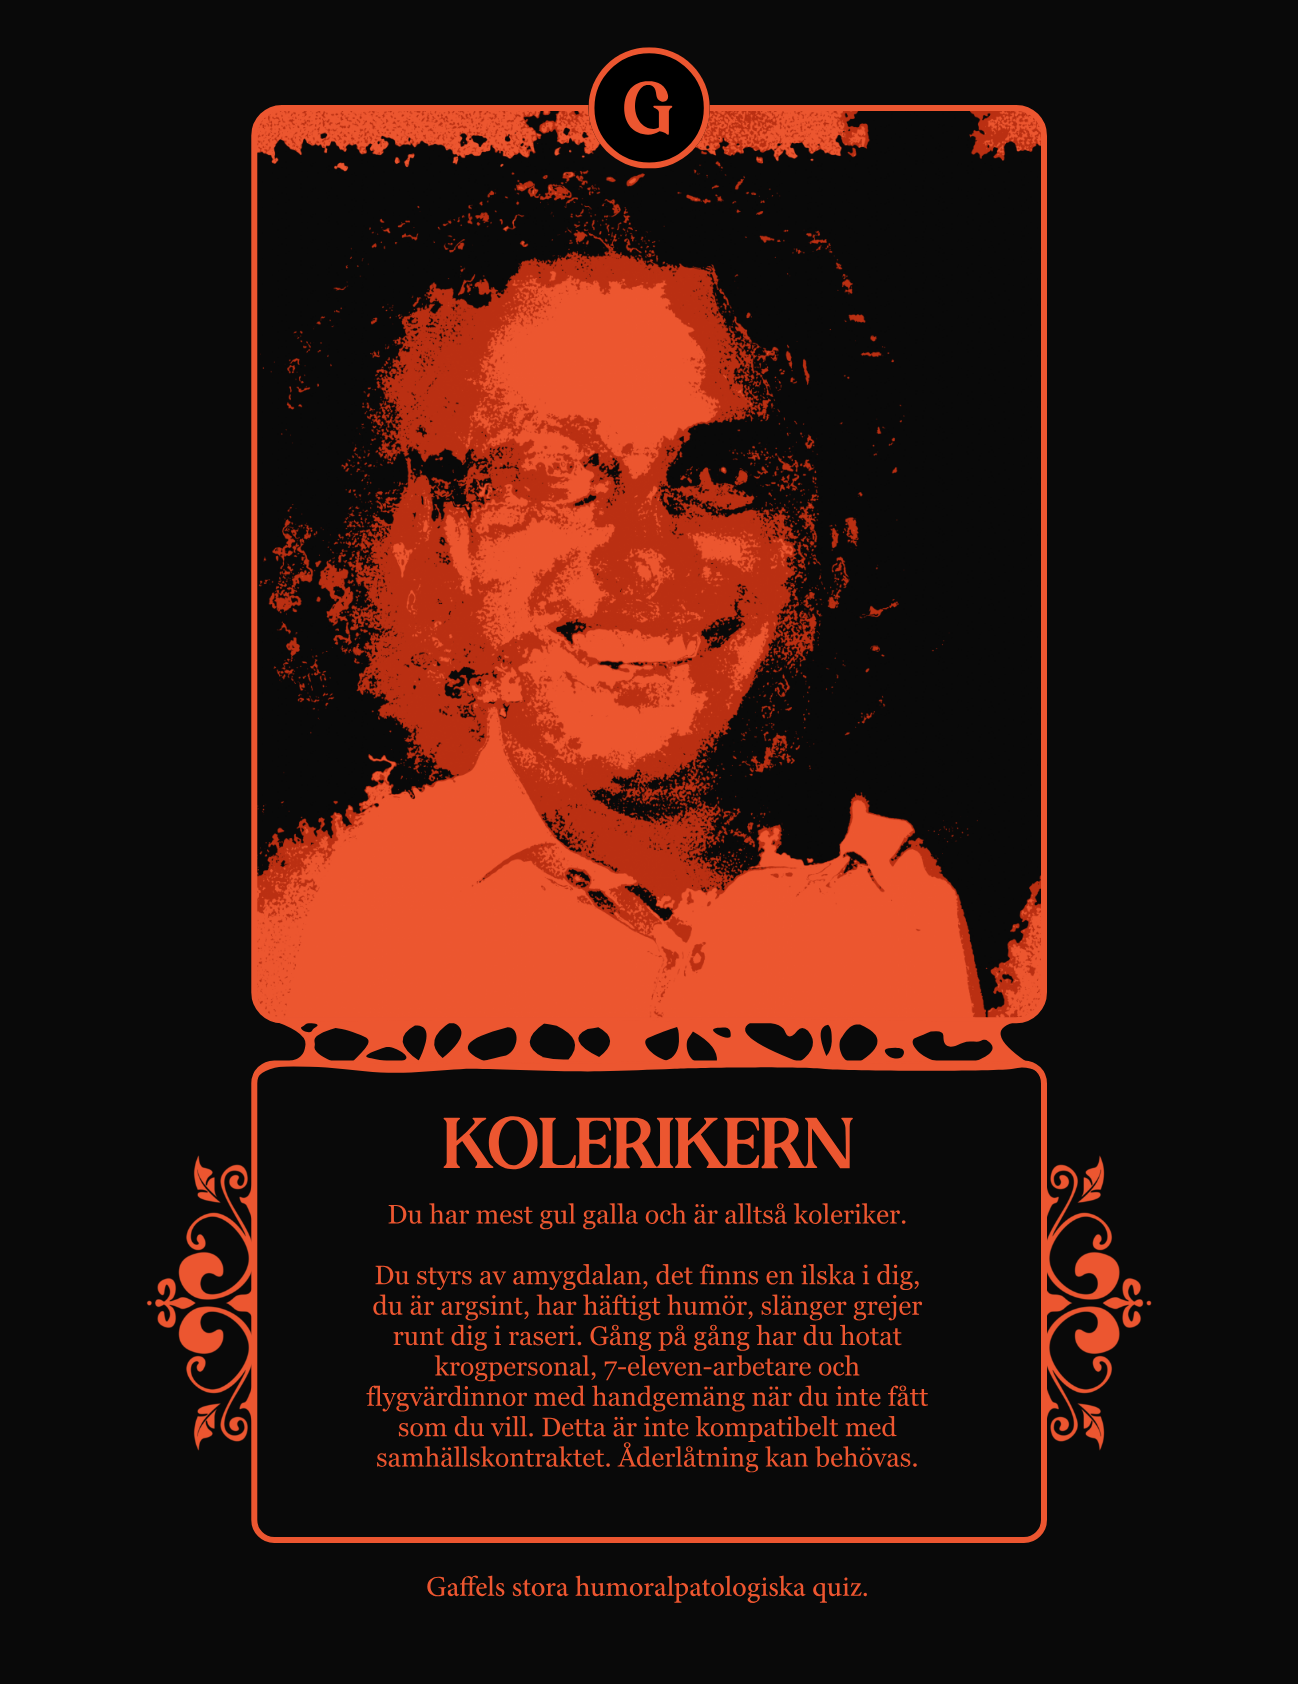 G
KOLERIKERN
Du har mest gul galla och är alltså koleriker.
Du styrs av amygdalan, det finns en ilska i dig,
du är argsint, har häftigt humör, slänger grejer
runt dig i raseri. Gång på gång har du hotat
krogpersonal, 7-eleven-arbetare och
flygvärdinnor med handgemäng när du inte fått
som du vill. Detta är inte kompatibelt med
samhällskontraktet. Åderlåtning kan behövas.
Gaffels stora humoralpatologiska quiz.